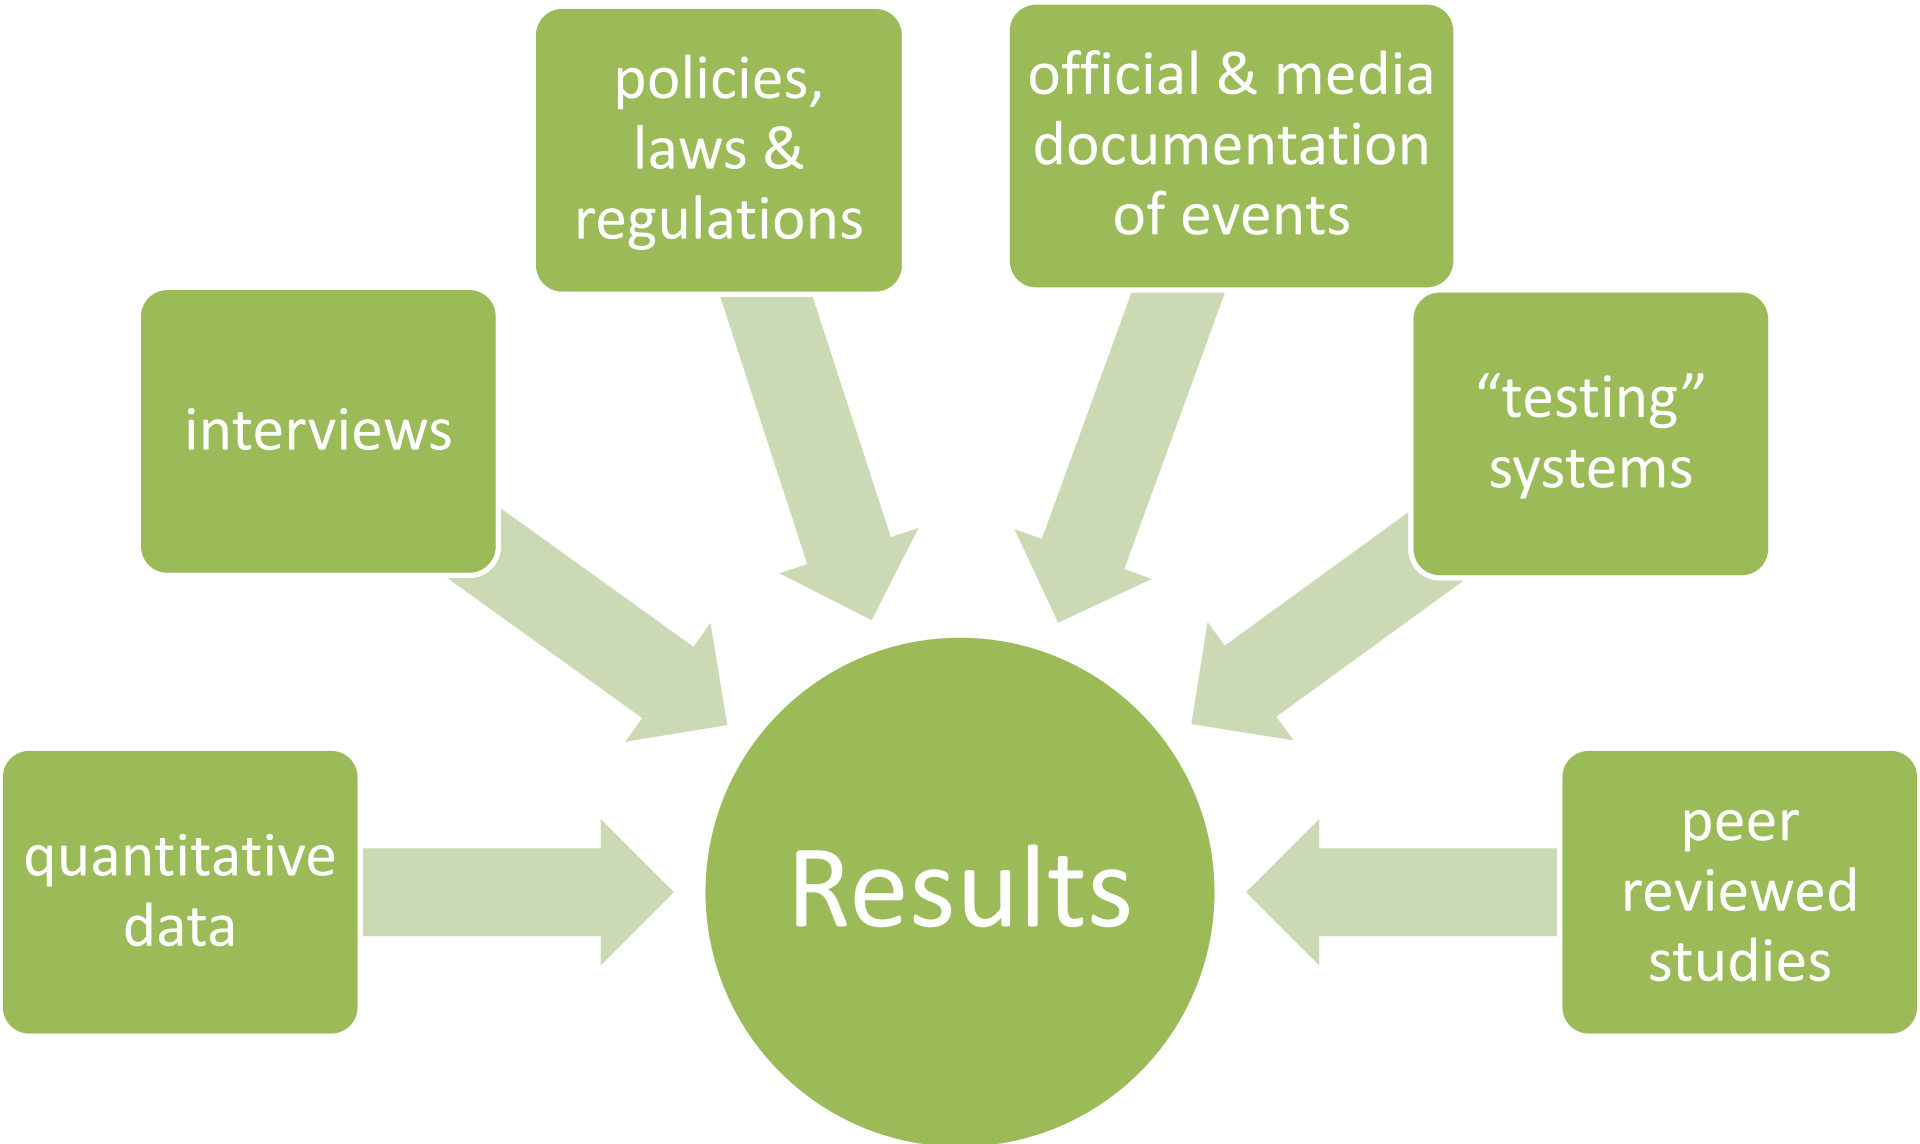 policies,
laws &
regulations
official & media
documentation
of events
interviews
“testing”
systems
quantitative
data
Results
peer
reviewed
studies